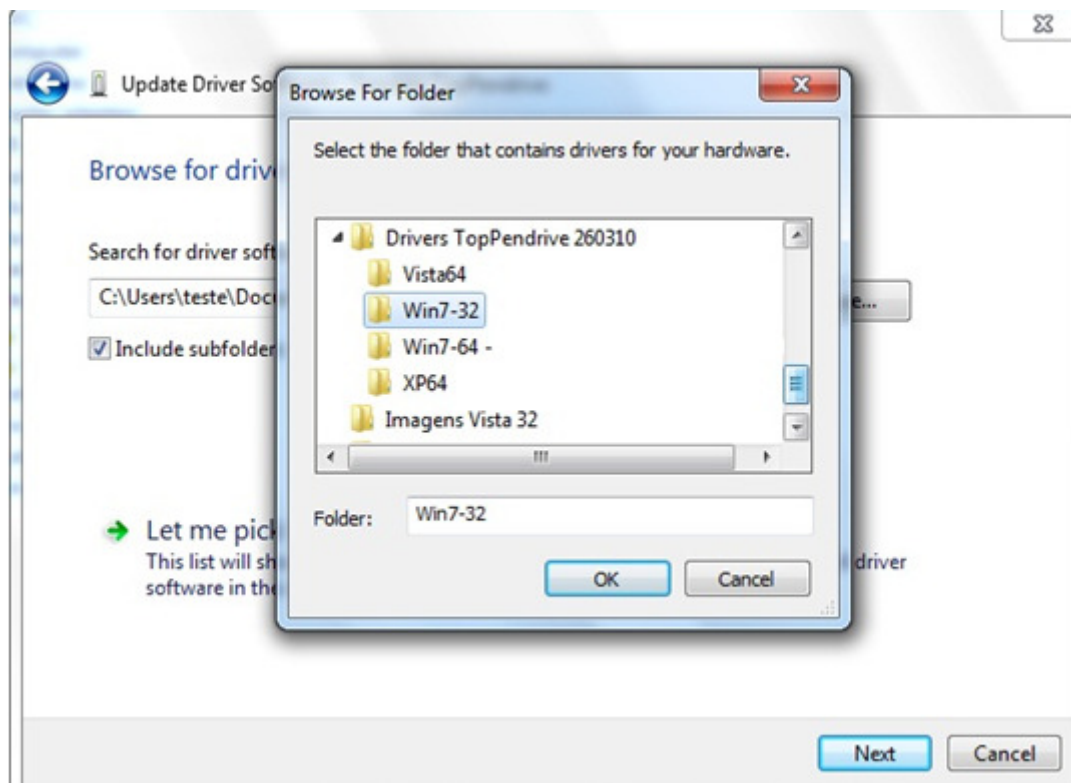 Update Driver So
Browse For Folder
Select the folder that contains drivers for your hardware.
Browse for driv
Drivers TopPendrive 260310
Search for driver soft
Vista64
C:\Users\teste\Doc
Win7-32
e...
Include subfolder
Win7-64 -
XP64
Imagens Vista 32
Folder:
Win7-32
Let me pick
This list will sh
driver
software in the
OK
Cancel
Next
Cancel